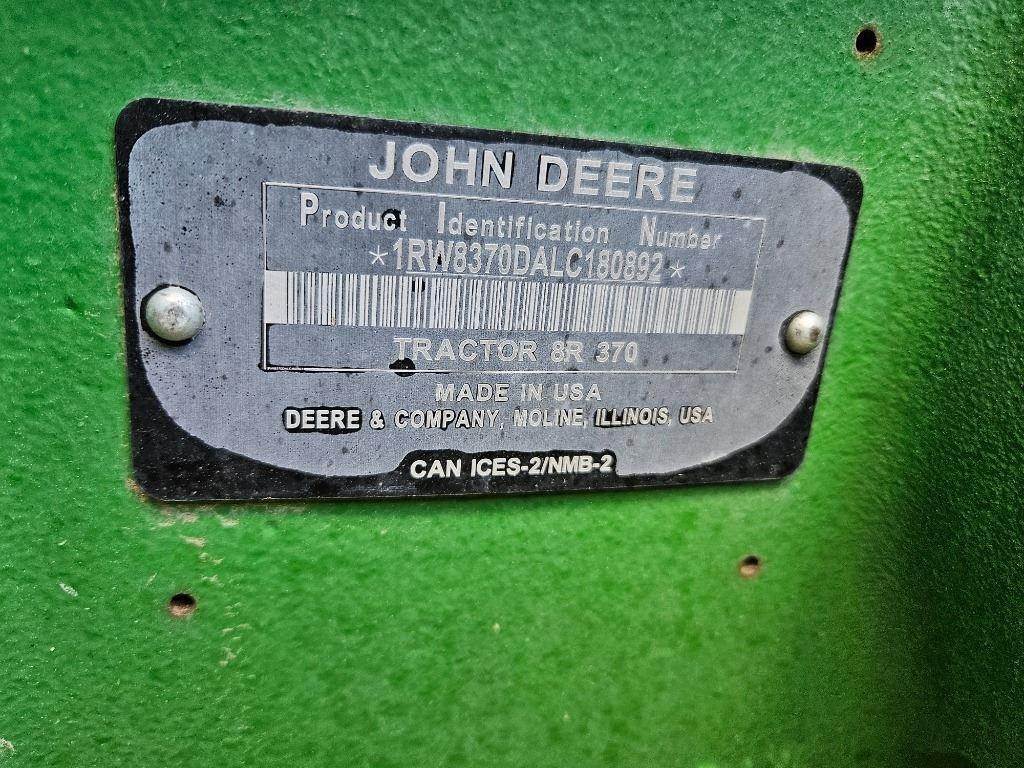 JOHN DEERE
Product Identification Number
*1RW8370DALC180892*
TRACTOR 8R 370
MADE IN USA
DEERE & COMPANY, MOLINE, ILLINOIS, USA
CAN ICES-2/NMB-2